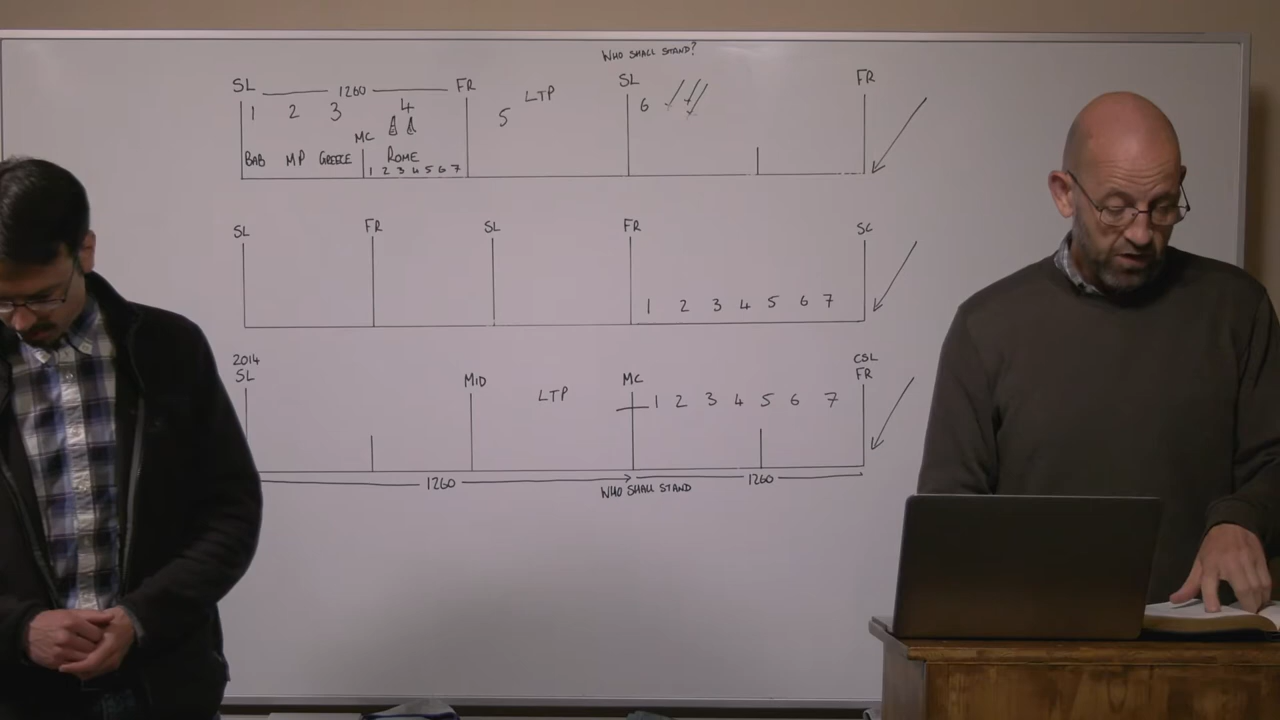 WHO SHALL STAND?
SL 1260 FR SL FR
1 2 3 4 5 LTP 6
MC
BAB MP GREECE ROME
1 2 3 4 5 6 7
SL FR SL FR SC
1 2 3 4 5 6 7
2014 CSL
SL MID LTP MC FR
1 2 3 4 5 6 7
1260 1260
WHO SHALL STAND